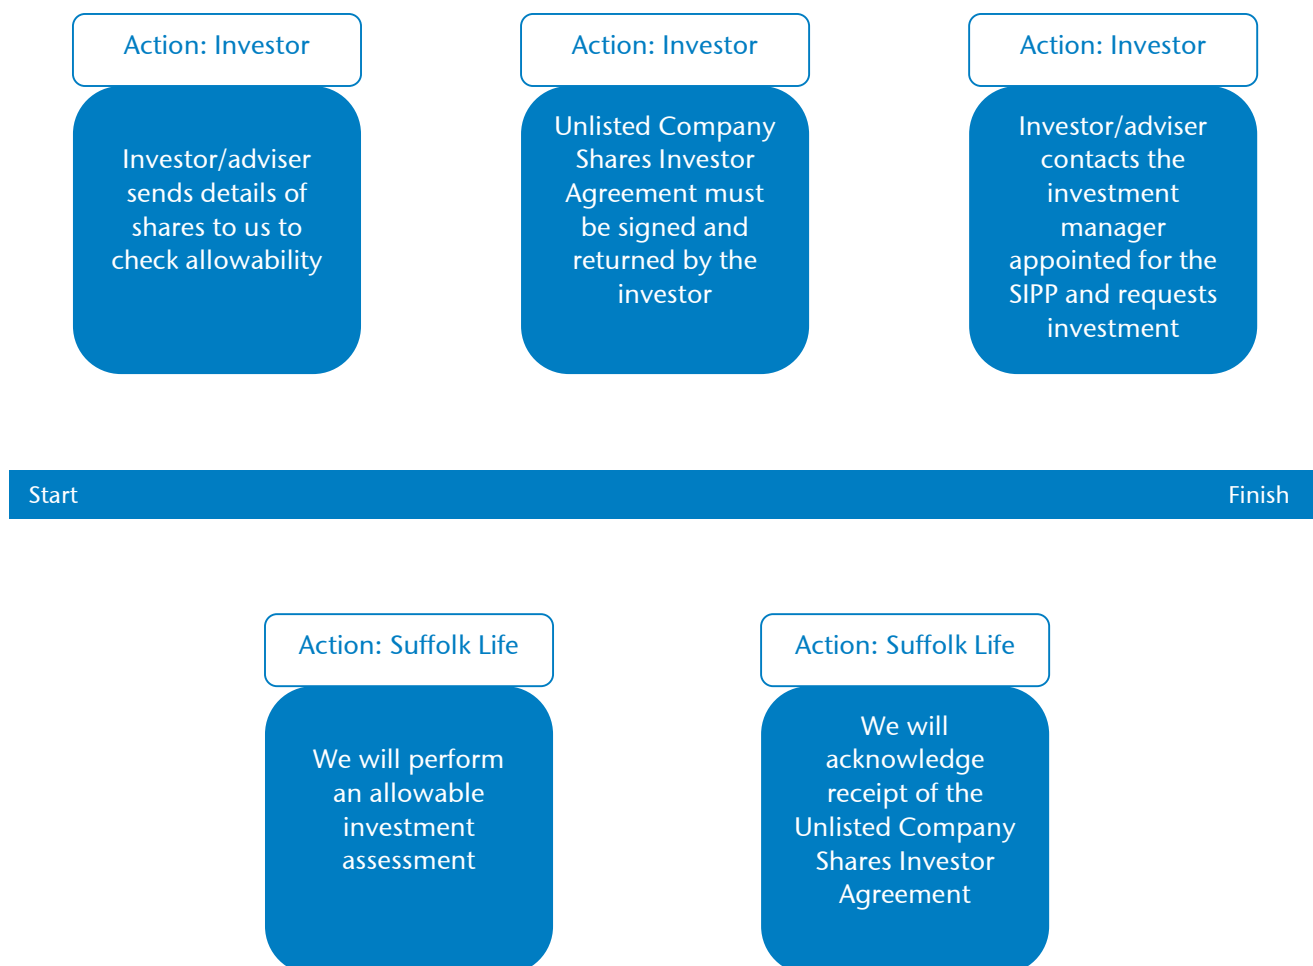 Action: Investor
Investor/adviser
sends details of
shares to us to
check allowability
Action: Investor
Unlisted Company
Shares Investor
Agreement must
be signed and
returned by the
investor
Action: Investor
Investor/adviser
contacts the
investment
manager
appointed for the
SIPP and requests
investment
Start
Finish
Action: Suffolk Life
We will perform
an allowable
investment
assessment
Action: Suffolk Life
We will
acknowledge
receipt of the
Unlisted Company
Shares Investor
Agreement